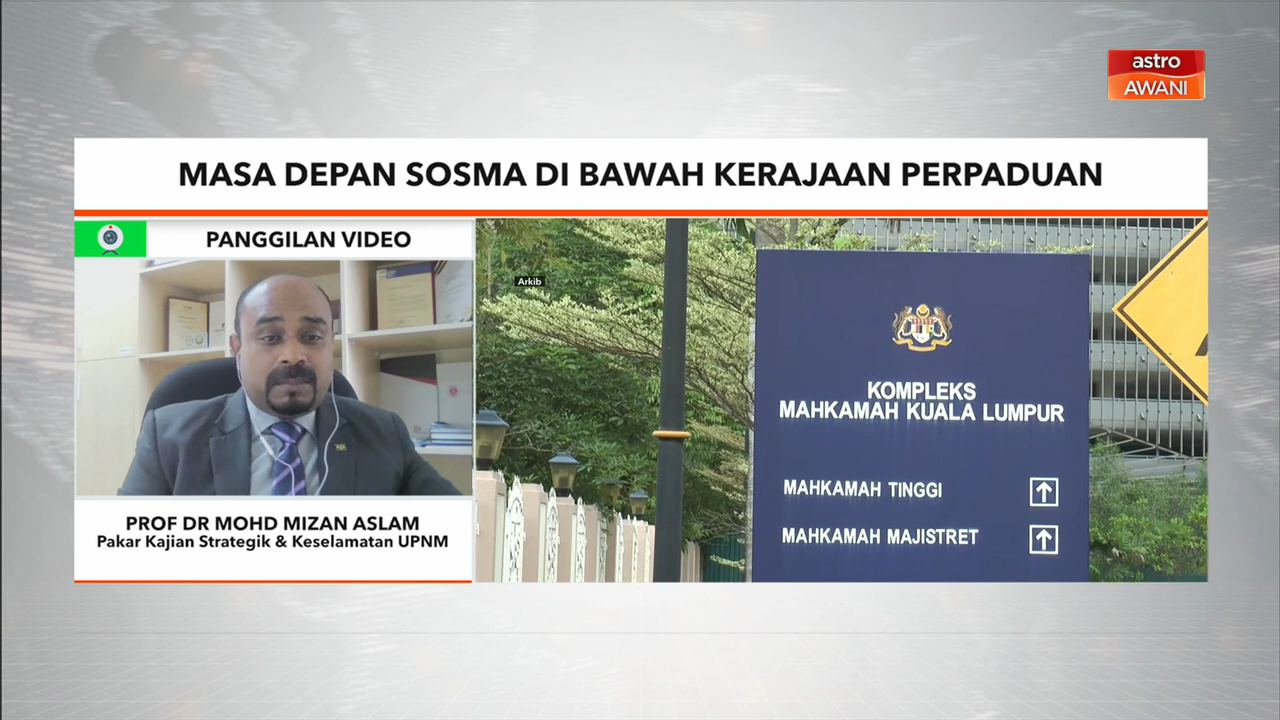 astro
AWANI
MASA DEPAN SOSMA DI BAWAH KERAJAAN PERPADUAN
PANGGILAN VIDEO
Arkib
KOMPLEKS
MAHKAMAH KUALA LUMPUR
MAHKAMAH TINGGI
MAHKAMAH MAJISTRET
PROF DR MOHD MIZAN ASLAM
Pakar Kajian Strategik & Keselamatan UPNM